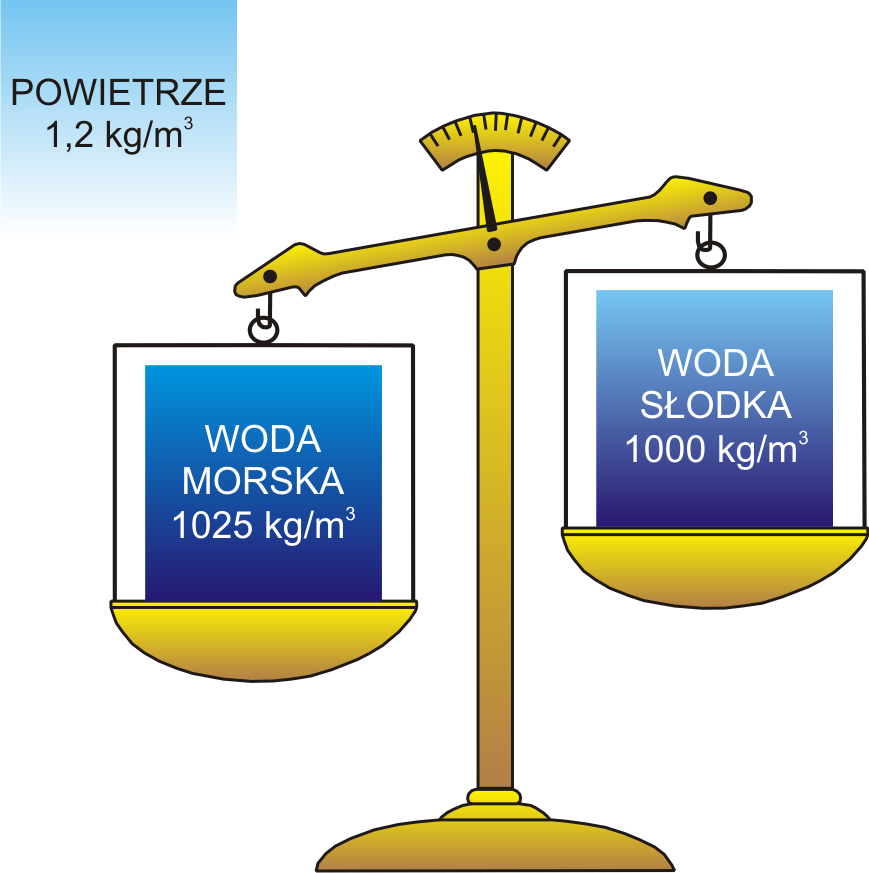 POWIETRZE
1,2 kg/m³
WODA
MORSKA
1025 kg/m³
WODA
SŁODKA
1000 kg/m³